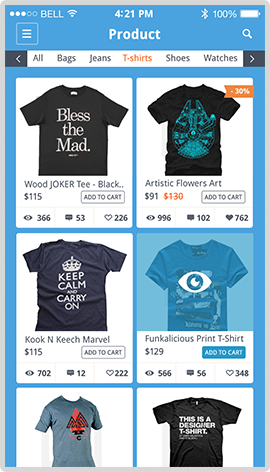 BELL 4:21 PM 100%
Product
All Bags Jeans T-shirts Shoes Watches
Bless
the
Mad.
- 30%
Wood JOKER Tee - Black..
$115 ADD TO CART
366 53 226
Artistic Flowers Art
$91 $130 ADD TO CART
996 102 762
KEEP
CALM
AND
CARRY
ON
Kook N Keech Marvel
$115 ADD TO CART
702 12 222
Funkalicious Print T-Shirt
$129 ADD TO CART
566 56 348
THIS IS A
DESIGNER
T-SHIRT.